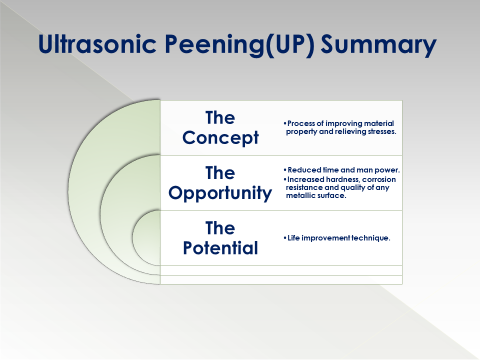 Ultrasonic Peening(UP) Summary
The
Concept
•Process of improving material
property and relieving stresses.
The
Opportunity
•Reduced time and man power.
•Increased hardness, corrosion
resistance and quality of any
metallic surface.
The
Potential
•Life improvement technique.